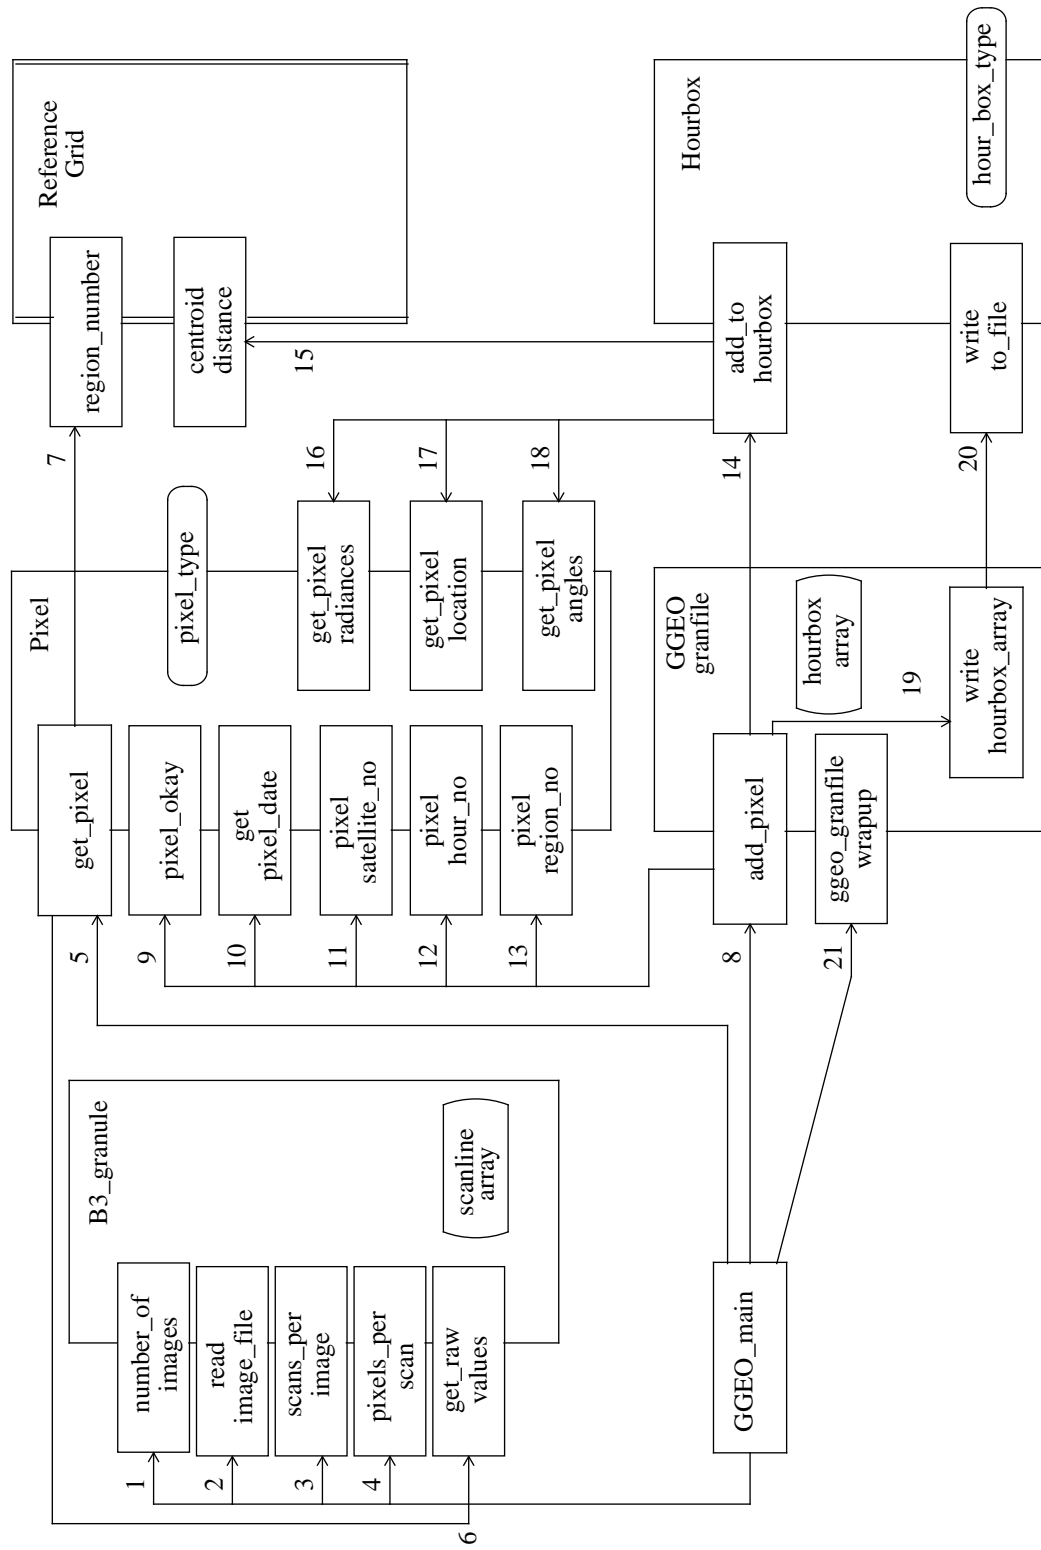 B3_granule
number_of
images
read
image_file
scans_per
image
pixels_per
scan
get_raw
values
scanline
array
1
2
3
4
6
GGEO_main
5
9
10
11
12
13
8
21
Pixel
get_pixel
pixel_okay
get
pixel_date
pixel
satellite_no
pixel
hour_no
pixel
region_no
pixel_type
get_pixel
radiances
get_pixel
location
get_pixel
angles
GGEO
granfile
add_pixel
ggeo_granfile
wrapup
hourbox
array
19
write
hourbox_array
7
16
17
18
14
20
15
Reference
Grid
region_number
centroid
distance
Hourbox
add_to
hourbox
write
to_file
hour_box_type